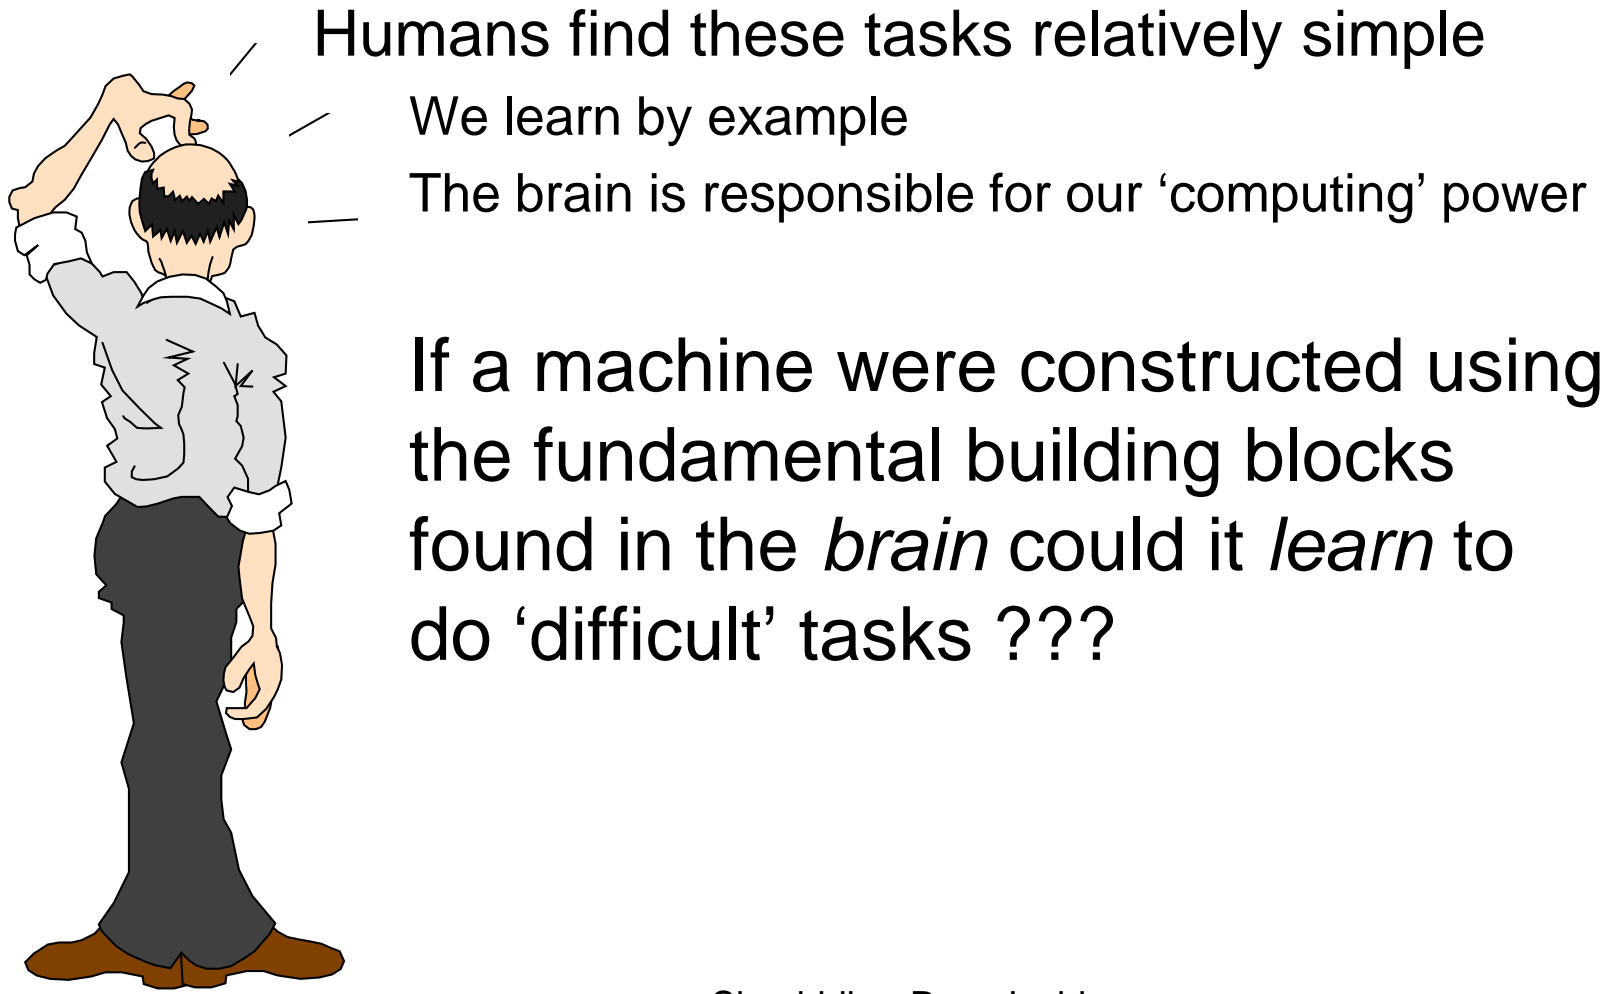 Humans find these tasks relatively simple
We learn by example
The brain is responsible for our ‘computing’ power
If a machine were constructed using
the fundamental building blocks
found in the brain could it learn to
do ‘difficult’ tasks ???